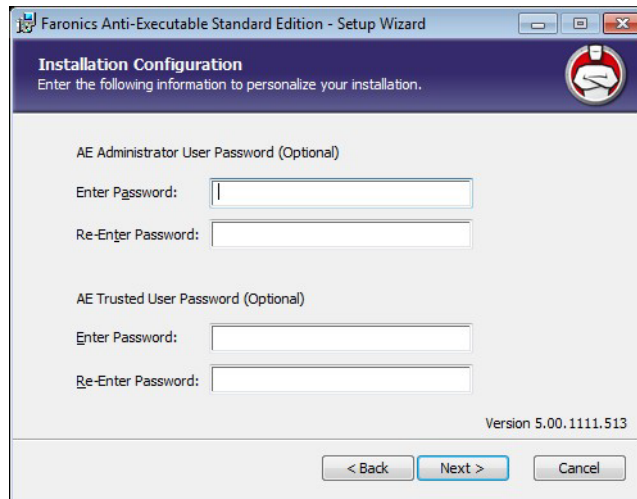 Faronics Anti-Executable Standard Edition - Setup Wizard
Installation Configuration
Enter the following information to personalize your installation.
AE Administrator User Password (Optional)
Enter Password:
Re-Enter Password:
AE Trusted User Password (Optional)
Enter Password:
Re-Enter Password:
Version 5.00.1111.513
< Back Next > Cancel